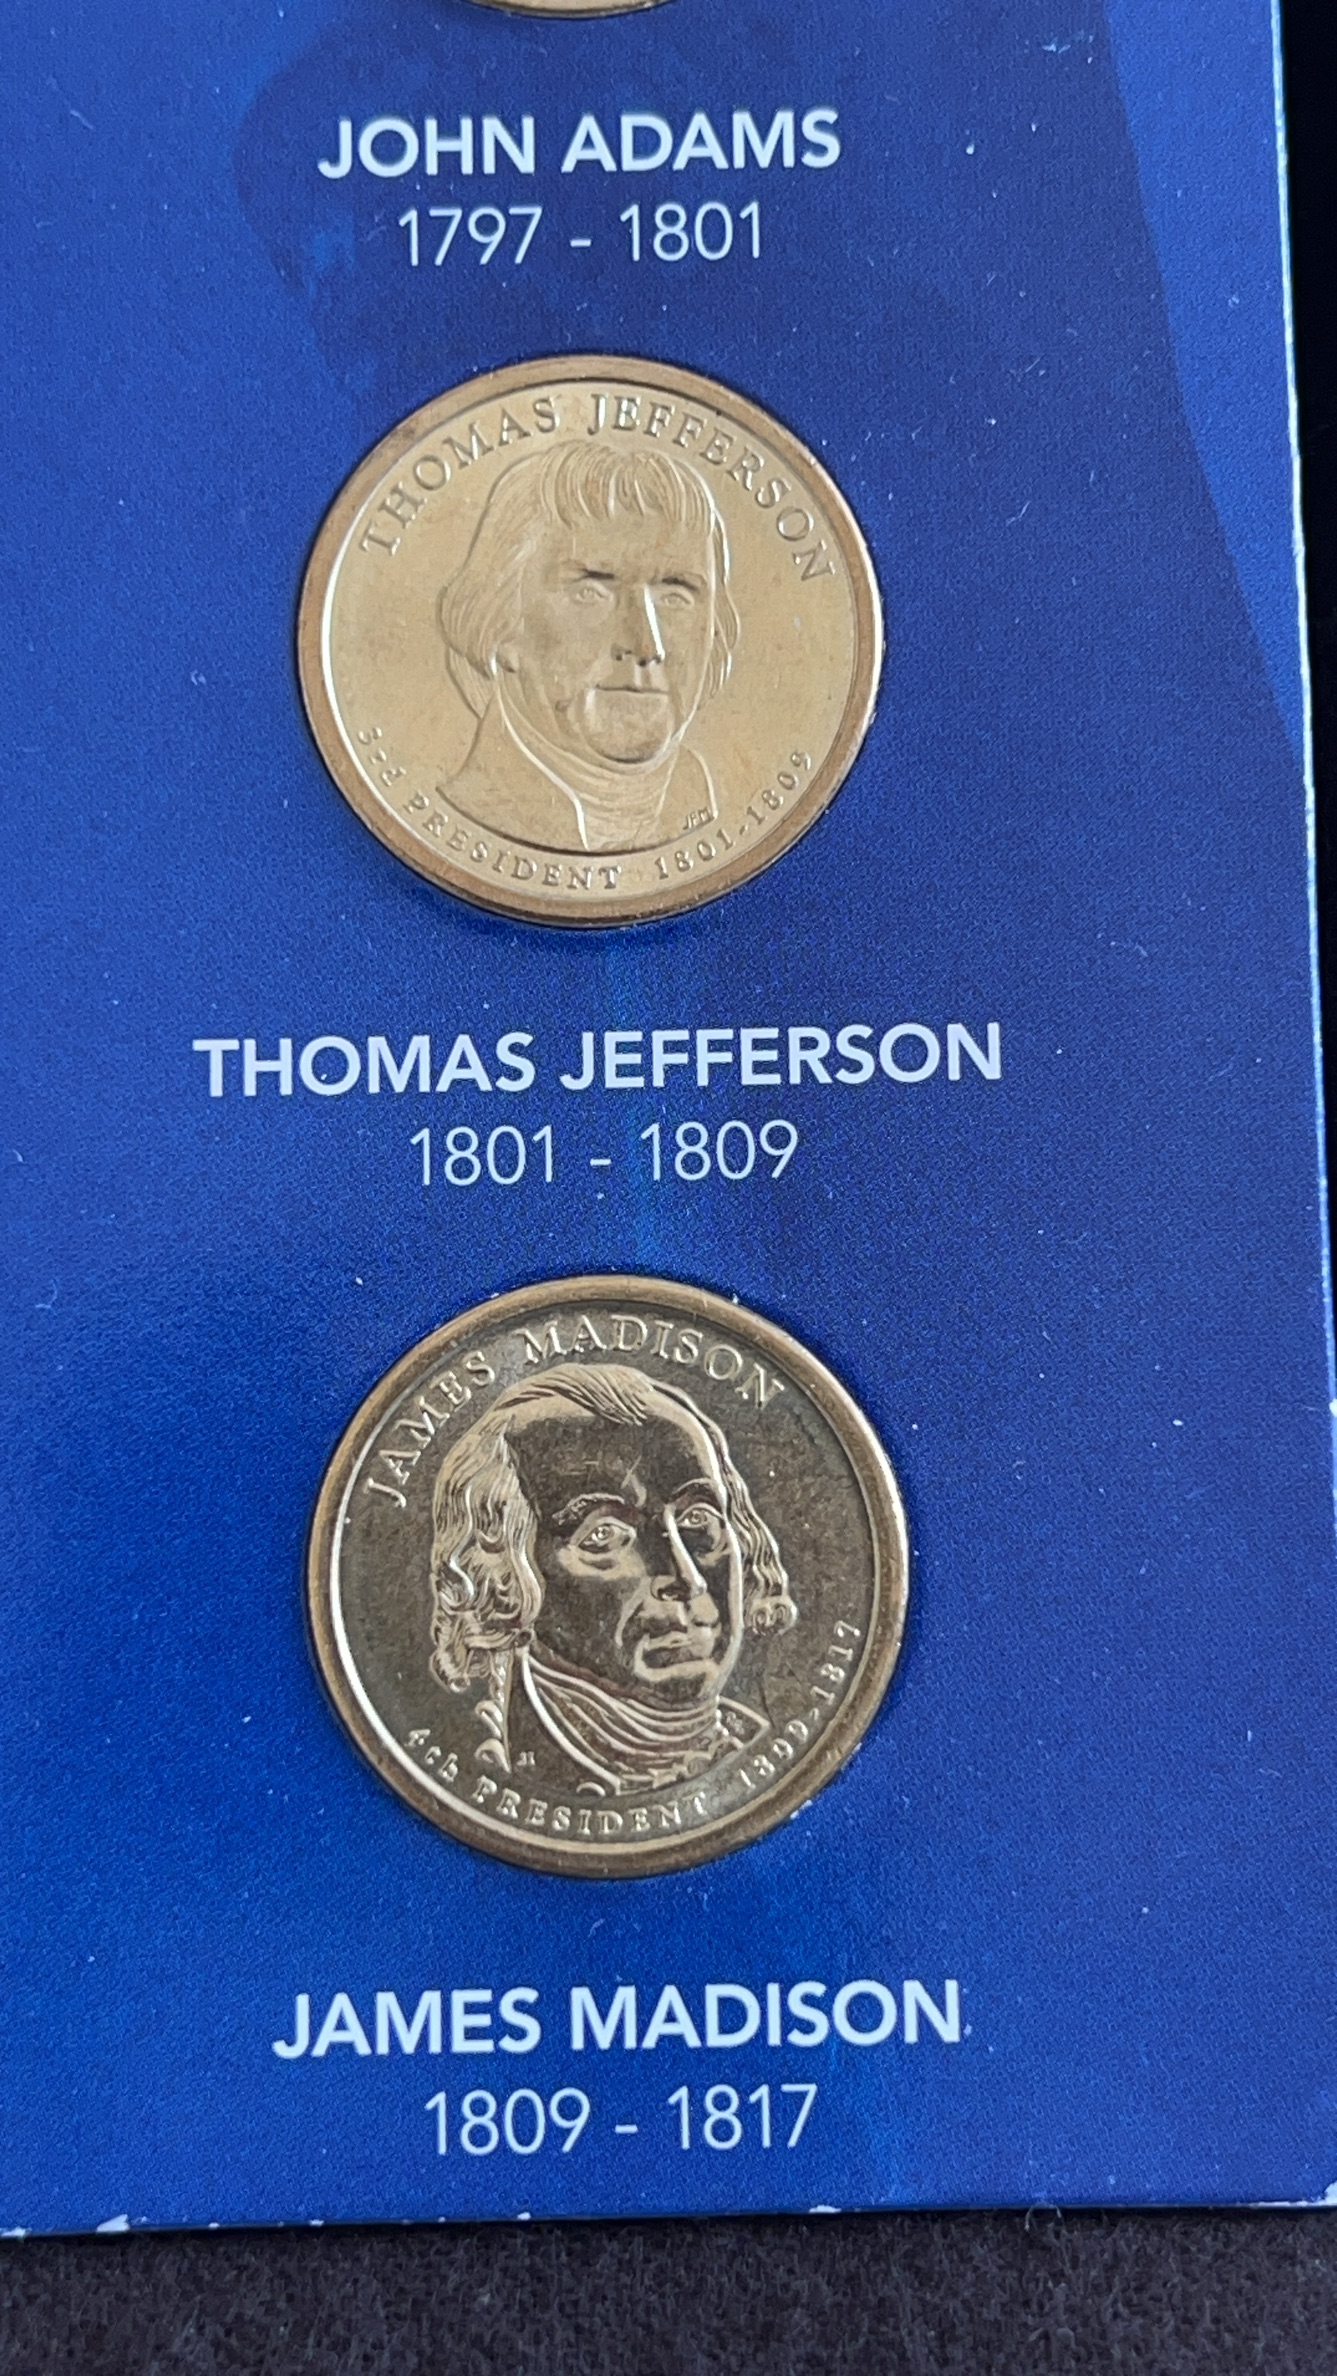 JOHN ADAMS
1797 - 1801
THOMAS JEFFERSON
3rd PRESIDENT 1801-1809
JFM
THOMAS JEFFERSON
1801 - 1809
JAMES MADISON
4th PRESIDENT 1809-1817
JAMES MADISON
1809 - 1817